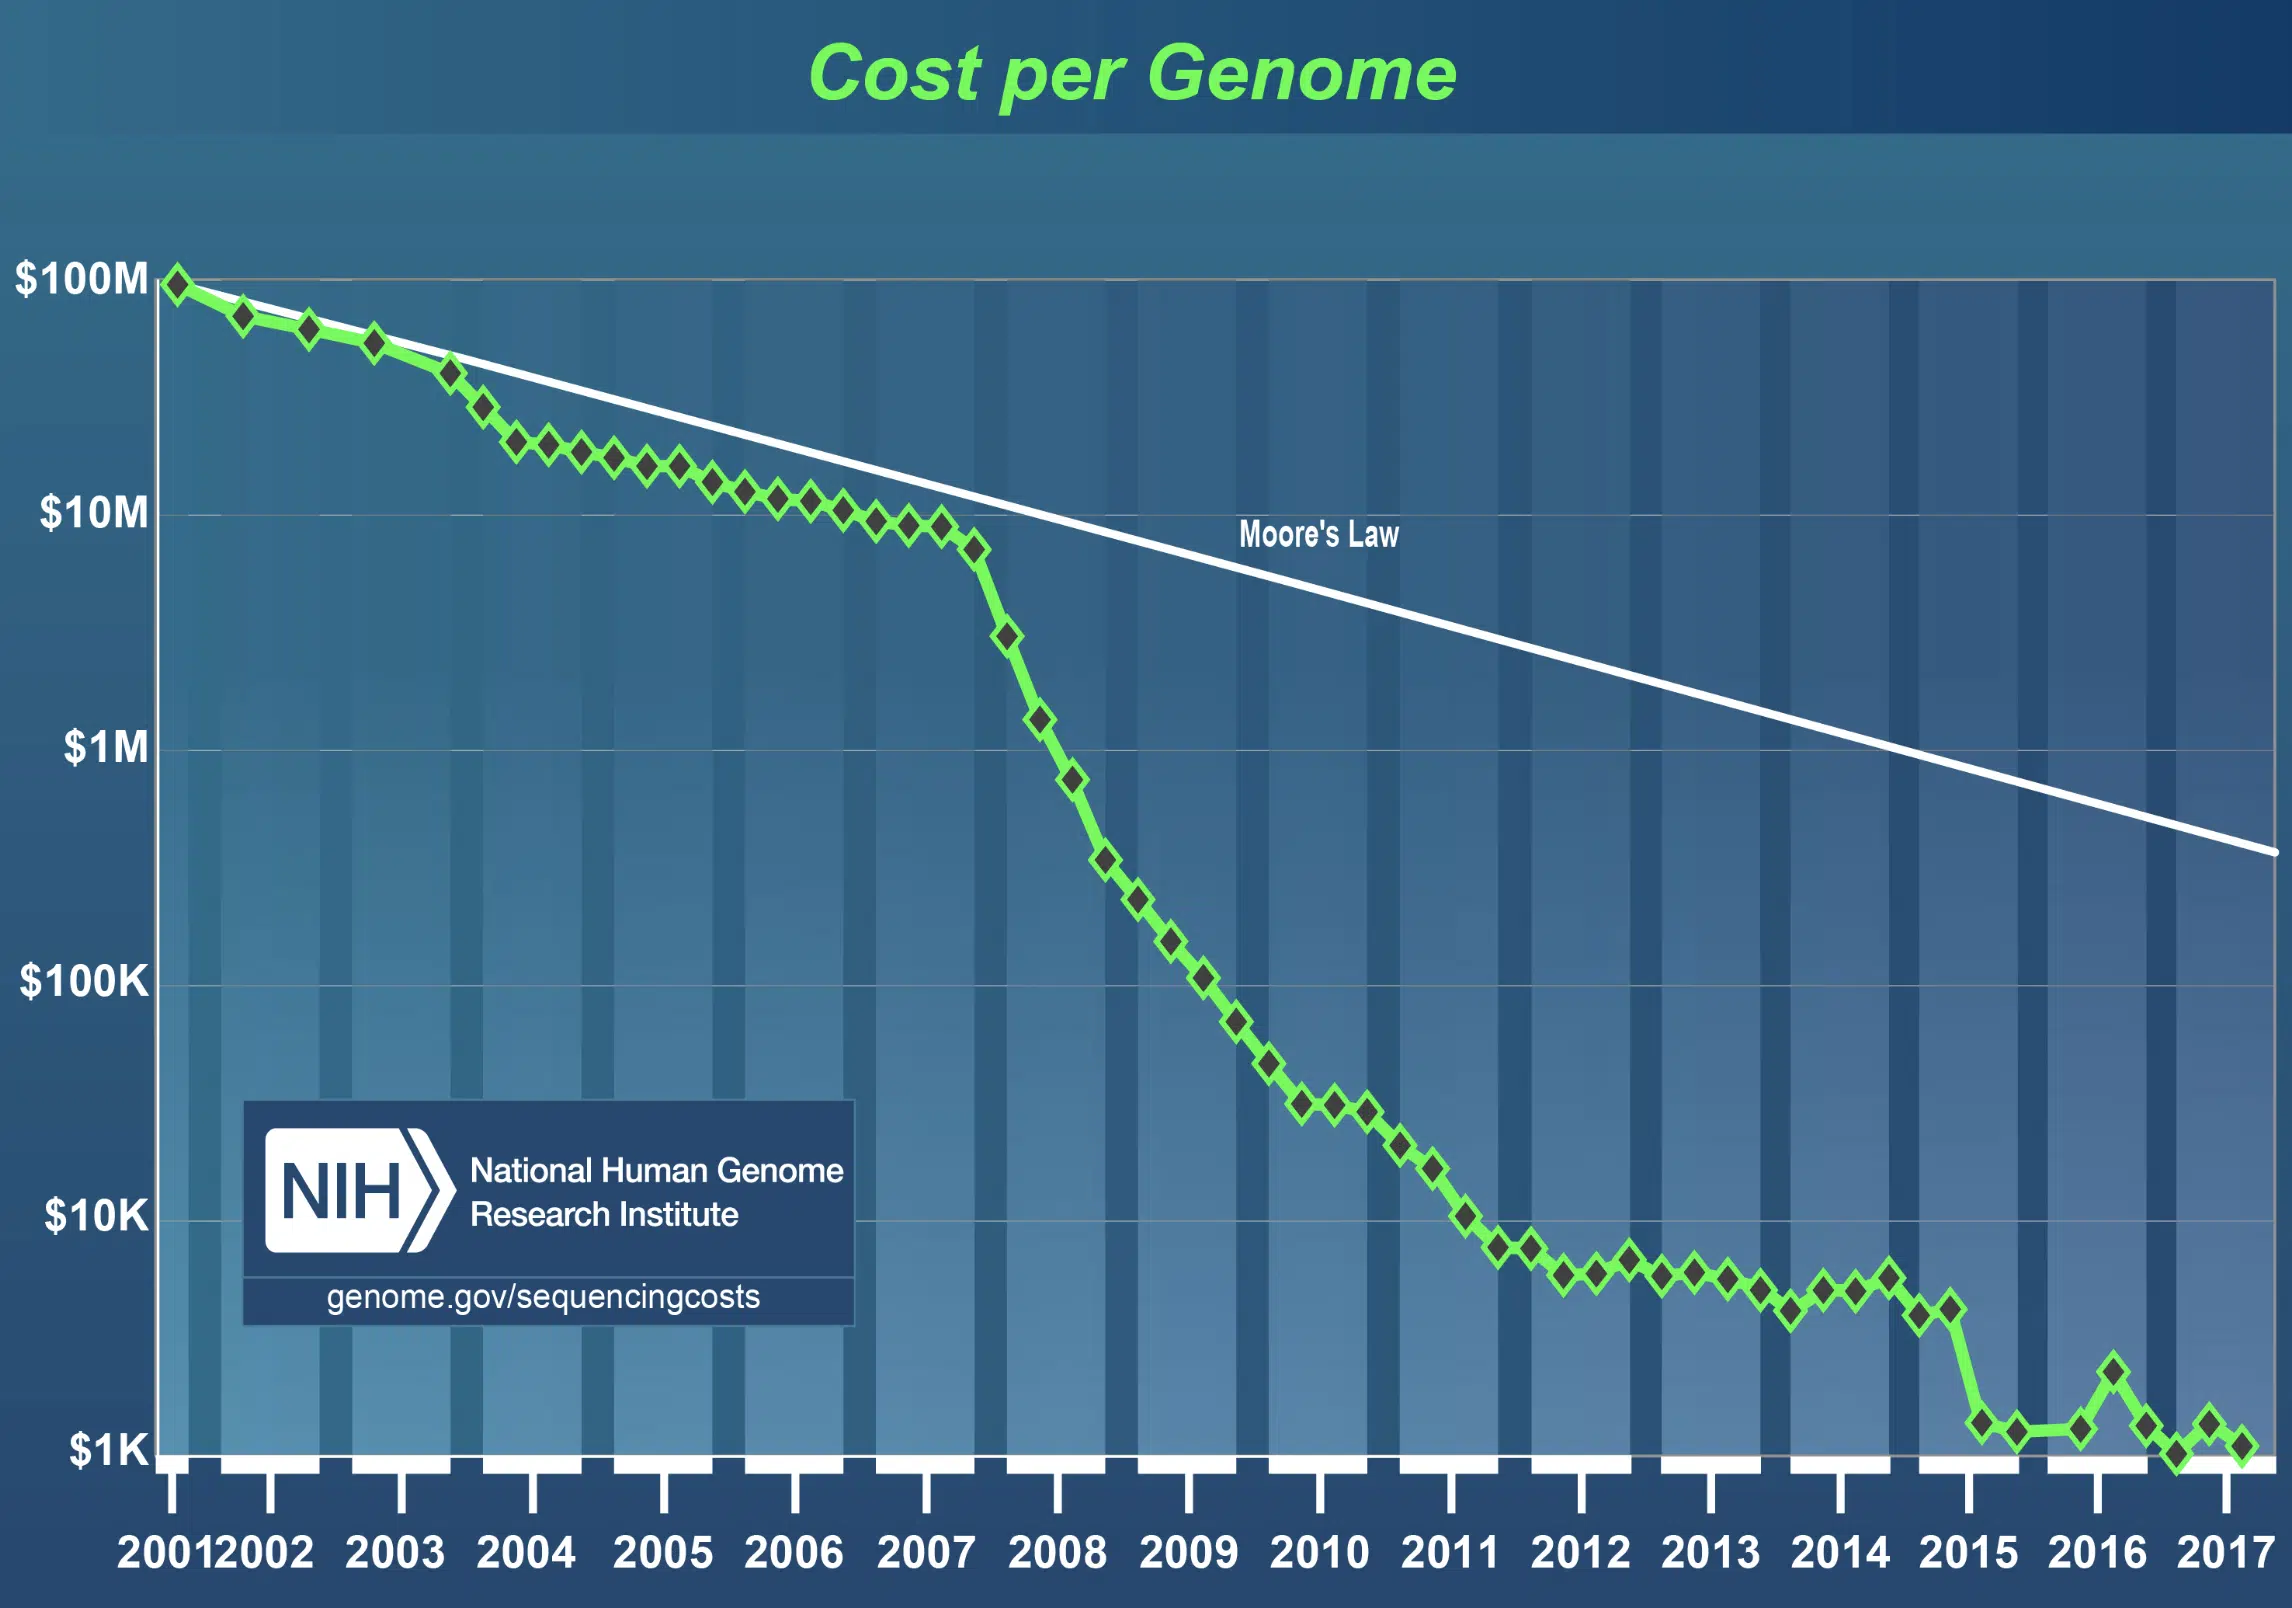 Cost per Genome
$100M
$10M
Moore's Law
$1M
$100K
$10K
$1K
NIH
National Human Genome
Research Institute
genome.gov/sequencingcosts
2001 2002 2003 2004 2005 2006 2007 2008 2009 2010 2011 2012 2013 2014 2015 2016 2017